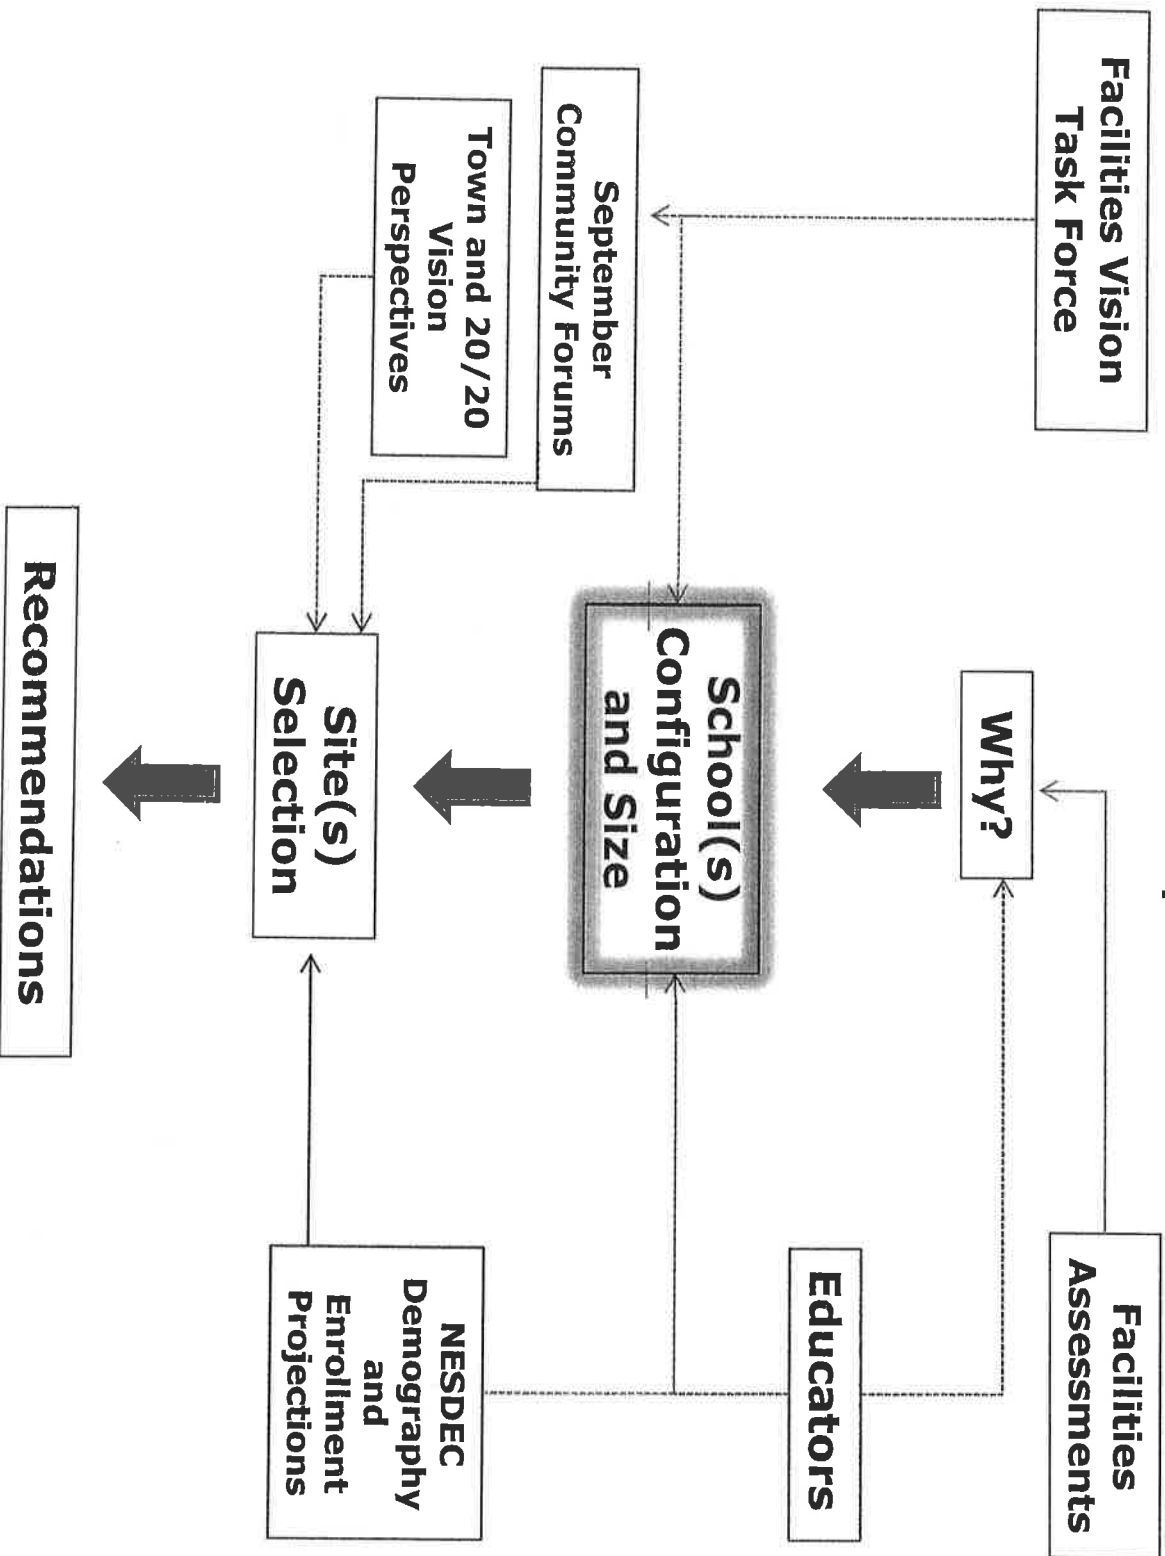 Facilities Vision
Task Force
Facilities
Assessments
Why?
Educators
School(s)
Configuration
and Size
September
Community Forums
Town and 20/20
Vision
Perspectives
NESDEC
Demography
and
Enrollment
Projections
Site(s)
Selection
Recommendations